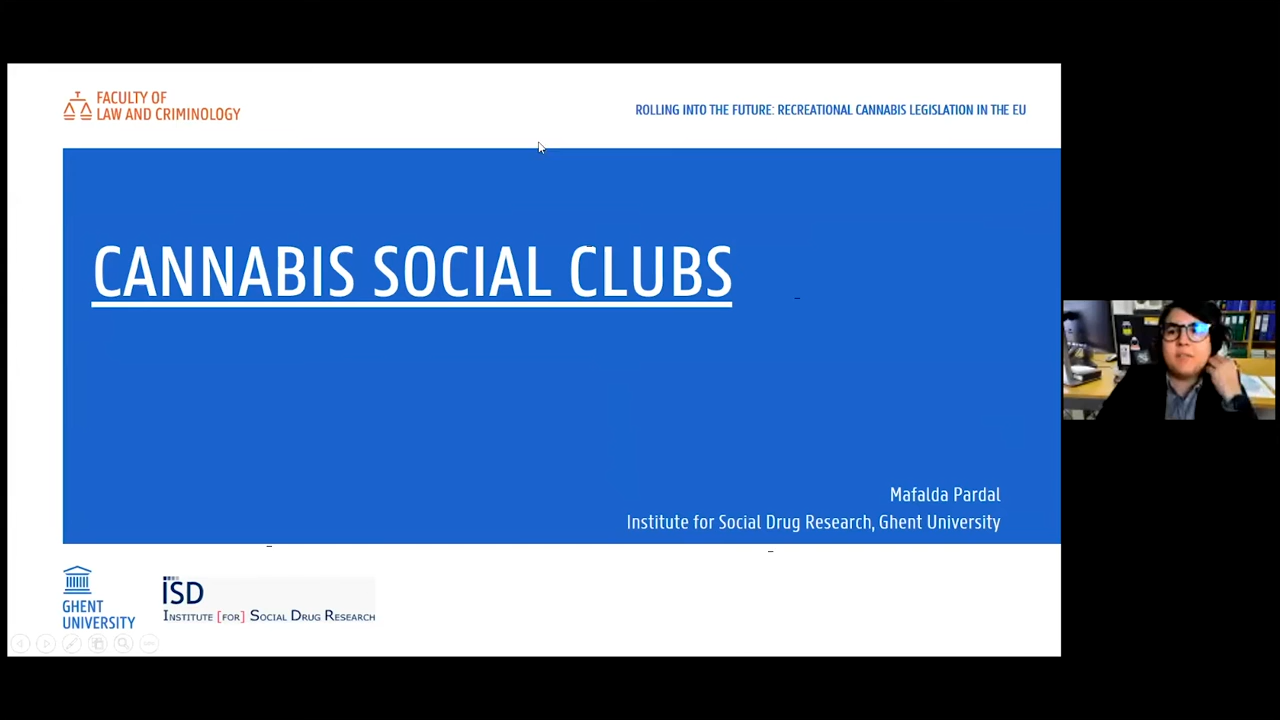 FACULTY OF
LAW AND CRIMINOLOGY
ROLLING INTO THE FUTURE: RECREATIONAL CANNABIS LEGISLATION IN THE EU
CANNABIS SOCIAL CLUBS
Mafalda Pardal
Institute for Social Drug Research, Ghent University
GHENT
UNIVERSITY
ISD
INSTITUTE [FOR] SOCIAL DRUG RESEARCH